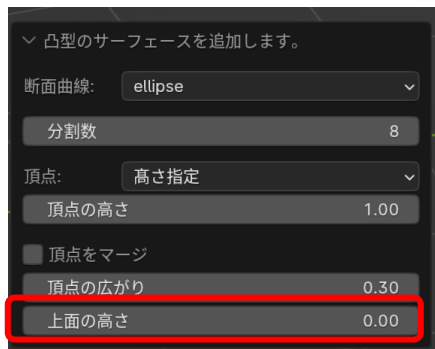 凸型のサーフェースを追加します。
断面曲線: ellipse
分割数 8
頂点: 髙さ指定
頂点の高さ 1.00
頂点をマージ
頂点の広がり 0.30
上面の高さ 0.00